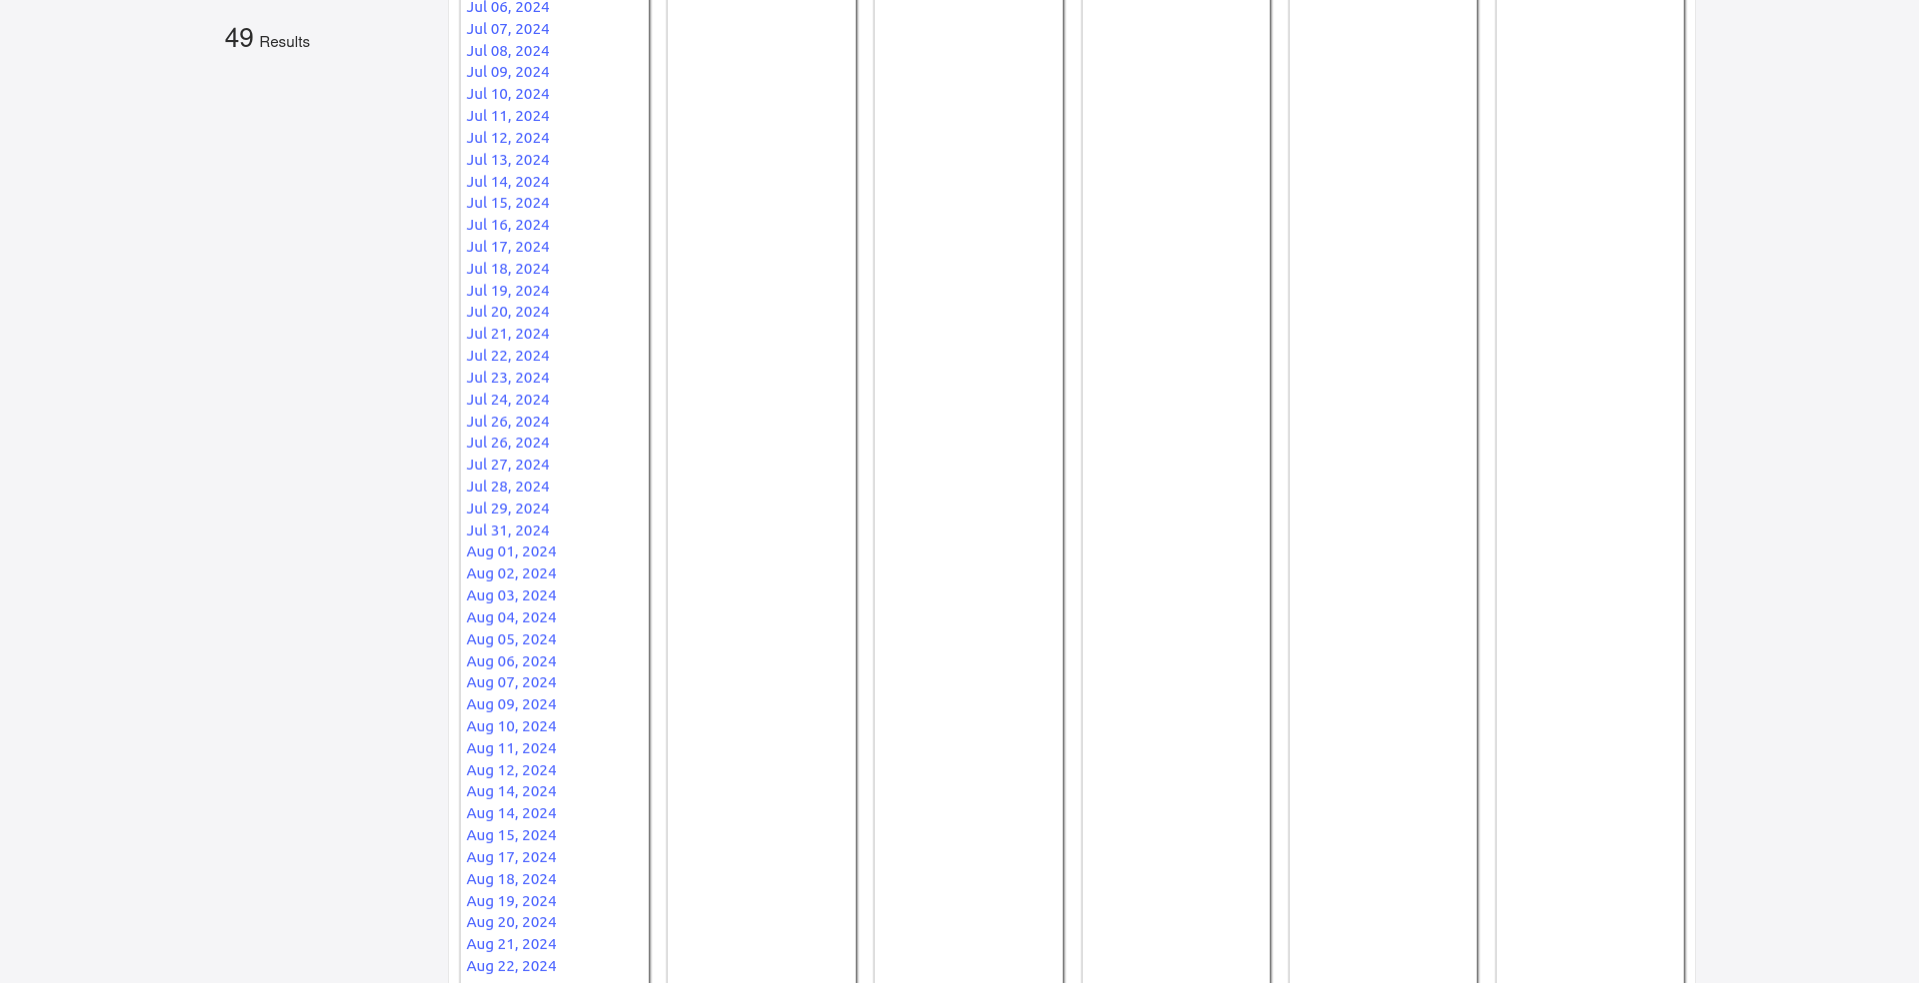 49 Results
Jul 06, 2024
Jul 07, 2024
Jul 08, 2024
Jul 09, 2024
Jul 10, 2024
Jul 11, 2024
Jul 12, 2024
Jul 13, 2024
Jul 14, 2024
Jul 15, 2024
Jul 16, 2024
Jul 17, 2024
Jul 18, 2024
Jul 19, 2024
Jul 20, 2024
Jul 21, 2024
Jul 22, 2024
Jul 23, 2024
Jul 24, 2024
Jul 26, 2024
Jul 26, 2024
Jul 27, 2024
Jul 28, 2024
Jul 29, 2024
Jul 31, 2024
Aug 01, 2024
Aug 02, 2024
Aug 03, 2024
Aug 04, 2024
Aug 05, 2024
Aug 06, 2024
Aug 07, 2024
Aug 09, 2024
Aug 10, 2024
Aug 11, 2024
Aug 12, 2024
Aug 14, 2024
Aug 14, 2024
Aug 15, 2024
Aug 17, 2024
Aug 18, 2024
Aug 19, 2024
Aug 20, 2024
Aug 21, 2024
Aug 22, 2024